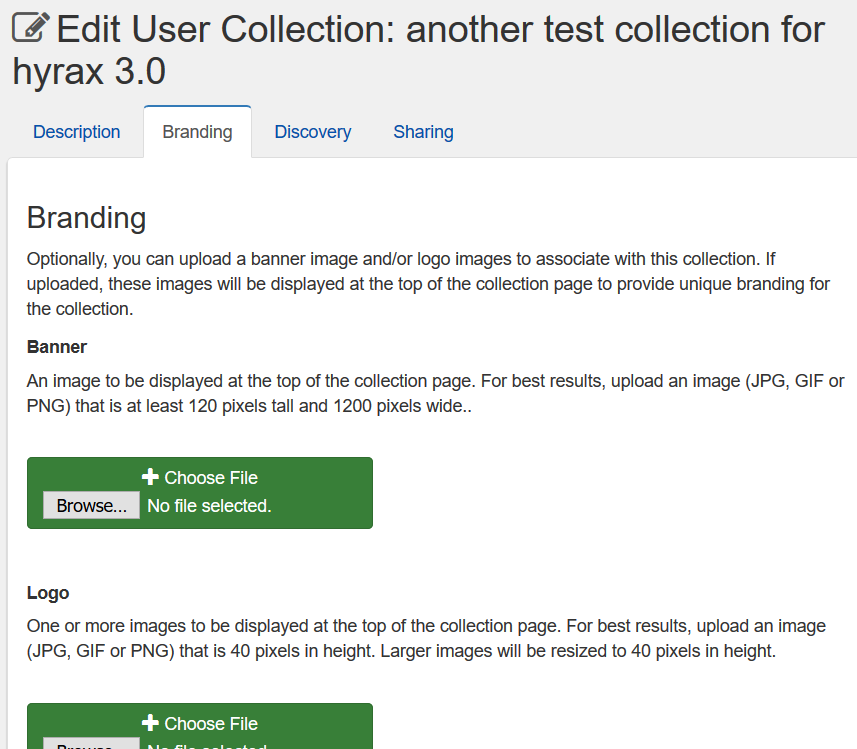 Edit User Collection: another test collection for
hyrax 3.0
Description
Branding
Discovery
Sharing
Branding
Optionally, you can upload a banner image and/or logo images to associate with this collection. If
uploaded, these images will be displayed at the top of the collection page to provide unique branding for
the collection.
Banner
An image to be displayed at the top of the collection page. For best results, upload an image (JPG, GIF or
PNG) that is at least 120 pixels tall and 1200 pixels wide..
Choose File
Browse... No file selected.
Logo
One or more images to be displayed at the top of the collection page. For best results, upload an image
(JPG, GIF or PNG) that is 40 pixels in height. Larger images will be resized to 40 pixels in height.
Choose File
Browse... No file selected.